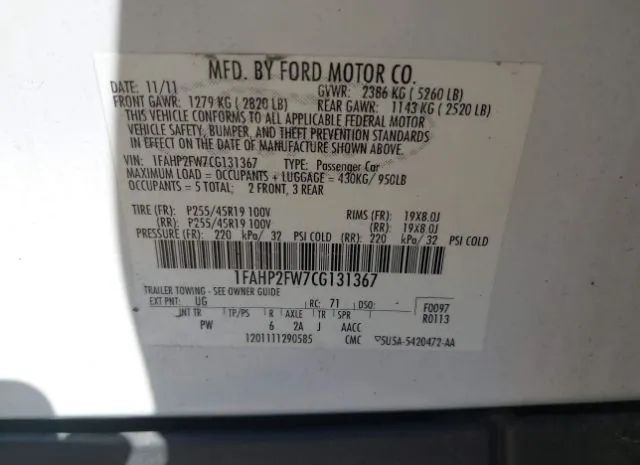 MFD. BY FORD MOTOR CO.
DATE: 11/11 GVWR: 2386 KG ( 5260 LB)
FRONT GAWR: 1279 KG ( 2820 LB) REAR GAWR: 1143 KG ( 2520 LB)
THIS VEHICLE CONFORMS TO ALL APPLICABLE FEDERAL MOTOR
VEHICLE SAFETY, BUMPER, AND THEFT PREVENTION STANDARDS
IN EFFECT ON THE DATE OF MANUFACTURE SHOWN ABOVE.
VIN: 1FAHP2FW7CG131367 TYPE: Passenger Car
MAXIMUM LOAD = OCCUPANTS + LUGGAGE = 430KG/ 950LB
OCCUPANTS = 5 TOTAL; 2 FRONT, 3 REAR
TIRE (FR): P255/45R19 100V RIMS (FR): 19X8.0J
(RR): P255/45R19 100V (RR): 19X8.0J
PRESSURE (FR): 220 kPa/ 32 PSI COLD (RR): 220 kPa/ 32 PSI COLD
1FAHP2FW7CG131367
TRAILER TOWING - SEE OWNER GUIDE
EXT PNT: UG RC: 71 DSO: - F0097
INT TR TP/PS R AXLE TR SPR R0113
PW 6 2A J AACC
1201111290585 CMC ▽5USA-5420472-AA